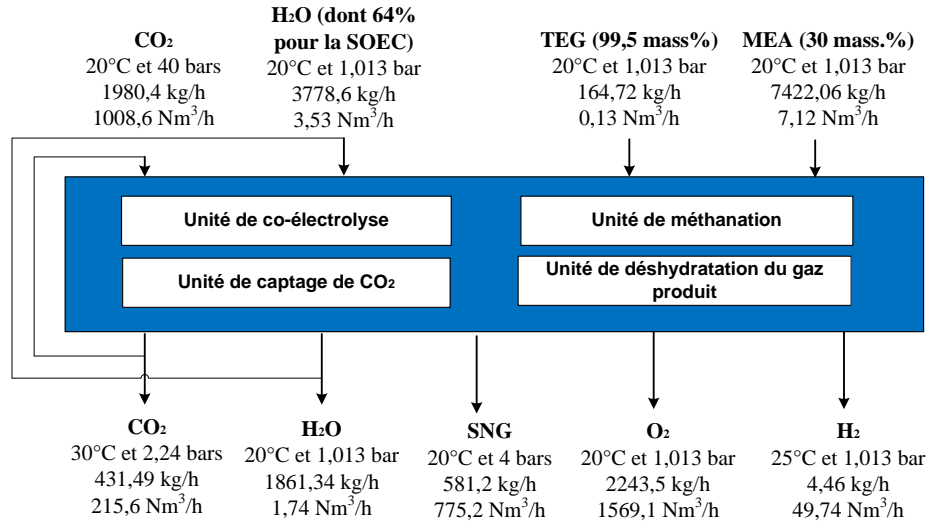 CO₂
20°C et 40 bars
1980,4 kg/h
1008,6 Nm³/h
H₂O (dont 64%
pour la SOEC)
20°C et 1,013 bar
3778,6 kg/h
3,53 Nm³/h
TEG (99,5 mass%)
20°C et 1,013 bar
164,72 kg/h
0,13 Nm³/h
MEA (30 mass.%)
20°C et 1,013 bar
7422,06 kg/h
7,12 Nm³/h
Unité de co-électrolyse
Unité de méthanation
Unité de captage de CO₂
Unité de déshydratation du gaz
produit
CO₂
30°C et 2,24 bars
431,49 kg/h
215,6 Nm³/h
H₂O
20°C et 1,013 bar
1861,34 kg/h
1,74 Nm³/h
SNG
20°C et 4 bars
581,2 kg/h
775,2 Nm³/h
O₂
20°C et 1,013 bar
2243,5 kg/h
1569,1 Nm³/h
H₂
25°C et 1,013 bar
4,46 kg/h
49,74 Nm³/h